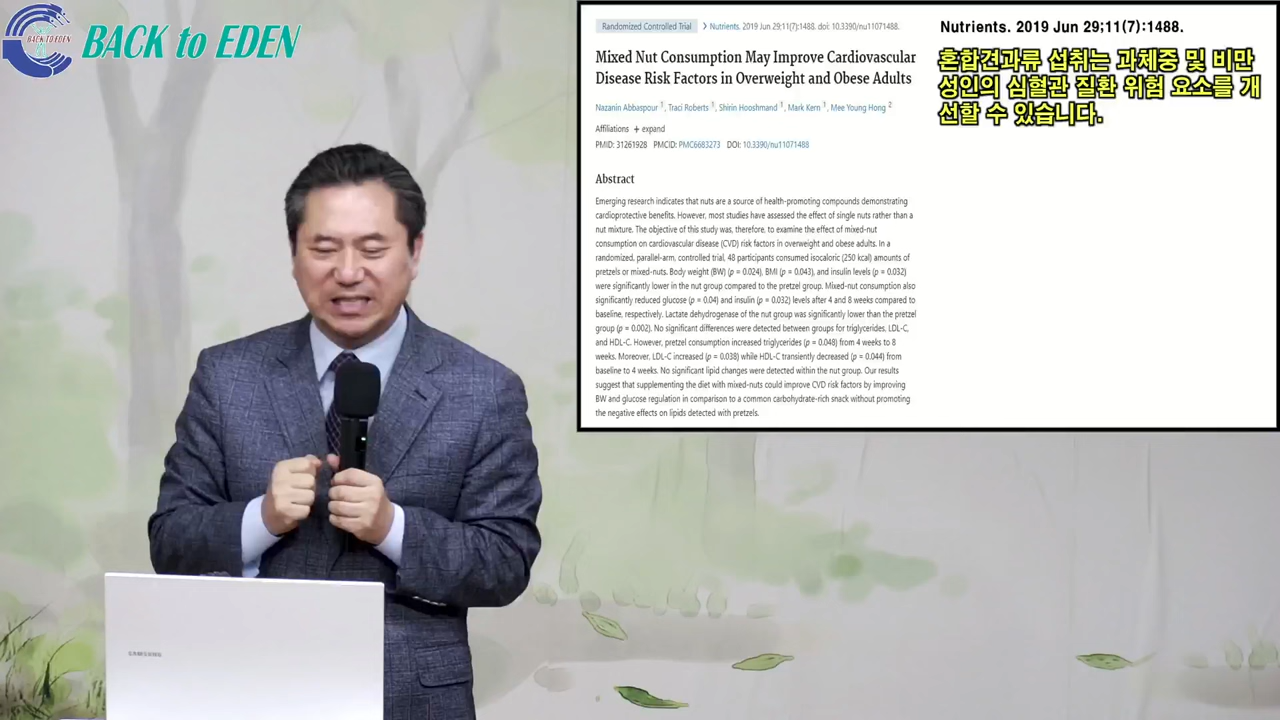 BACK to EDEN
BACK to EDEN
Randomized Controlled Trial > Nutrients. 2019 Jun 29;11(7):1488. doi: 10.3390/nu11071488.
Mixed Nut Consumption May Improve Cardiovascular
Disease Risk Factors in Overweight and Obese Adults
Nazanin Abbaspour 1, Traci Roberts 1, Shirin Hooshmand 1, Mark Kern 1, Mee Young Hong 2
Affiliations + expand
PMID: 31261928 PMCID: PMC6683273 DOI: 10.3390/nu11071488
Abstract
Emerging research indicates that nuts are a source of health-promoting compounds demonstrating
cardioprotective benefits. However, most studies have assessed the effect of single nuts rather than a
nut mixture. The objective of this study was, therefore, to examine the effect of mixed-nut
consumption on cardiovascular disease (CVD) risk factors in overweight and obese adults. In a
randomized, parallel-arm, controlled trial, 48 participants consumed isocaloric (250 kcal) amounts of
pretzels or mixed-nuts. Body weight (BW) (p = 0.024), BMI (p = 0.043), and insulin levels (p = 0.032)
were significantly lower in the nut group compared to the pretzel group. Mixed-nut consumption also
significantly reduced glucose (p = 0.04) and insulin (p = 0.032) levels after 4 and 8 weeks compared to
baseline, respectively. Lactate dehydrogenase of the nut group was significantly lower than the pretzel
group (p = 0.002). No significant differences were detected between groups for triglycerides, LDL-C,
and HDL-C. However, pretzel consumption increased triglycerides (p = 0.048) from 4 weeks to 8
weeks. Moreover, LDL-C increased (p = 0.038) while HDL-C transiently decreased (p = 0.044) from
baseline to 4 weeks. No significant lipid changes were detected within the nut group. Our results
suggest that supplementing the diet with mixed-nuts could improve CVD risk factors by improving
BW and glucose regulation in comparison to a common carbohydrate-rich snack without promoting
the negative effects on lipids detected with pretzels.
Nutrients. 2019 Jun 29;11(7):1488.
혼합견과류 섭취는 과체중 및 비만
성인의 심혈관 질환 위험 요소를 개
선할 수 있습니다.
SAMSUNG